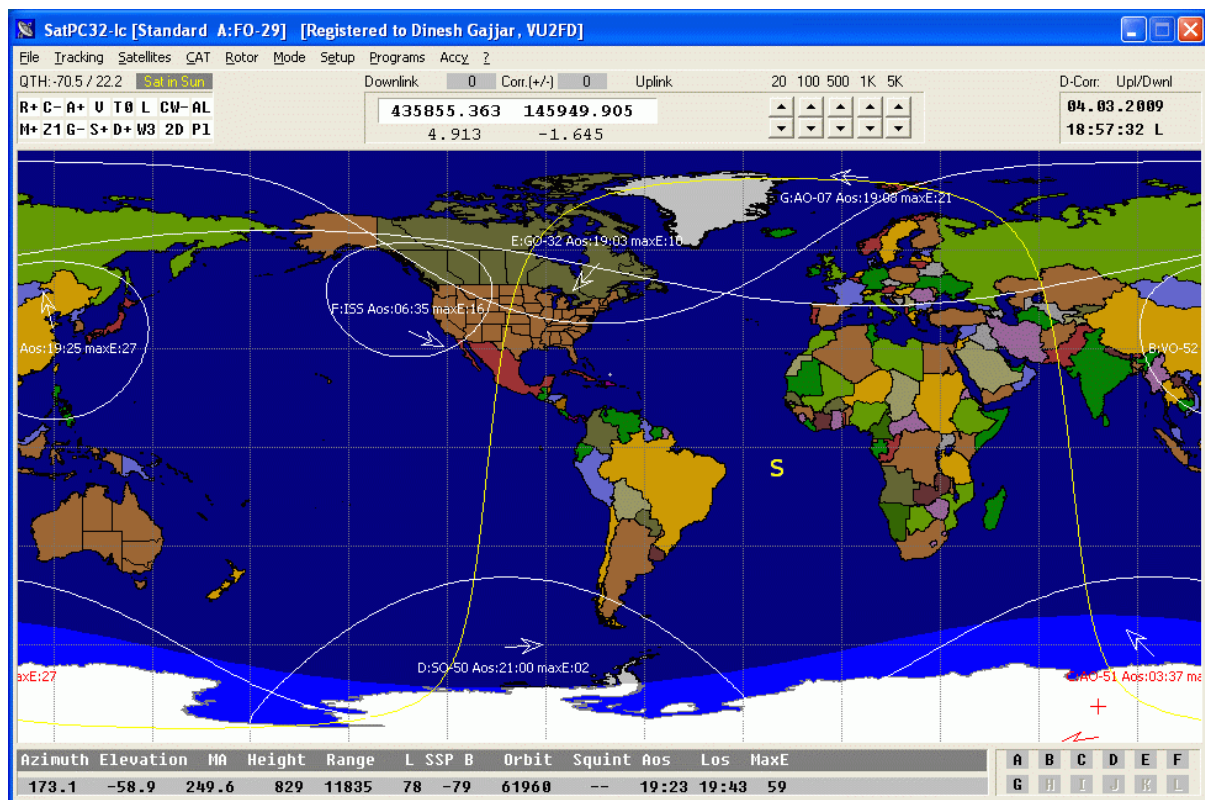 SatPC32-Ic [Standard A:FO-29] [Registered to Dinesh Gajjar, VU2FD]
File Tracking Satellites CAT Rotor Mode Setup Programs Accy ?
QTH:-70.5 / 22.2 Sat in Sun Downlink 0 Corr.(+/-) 0 Uplink 20 100 500 1K 5K D-Corr. Upl/Dwnl
R+ C- A+ V T0 L CW- AL 435855.363 145949.905 04.03.2009
M+ Z1 G- S+ D+ W3 2D P1 4.913 -1.645 18:57:32 L
G:AO-07 Aos:19:08 maxE:21
E:GO-32 Aos:19:03 maxE:10
F:ISS Aos:06:35 maxE:16
Aos:19:25 maxE:27 B:VO-52
S
D:SO-50 Aos:21:00 maxE:02
axE:27 C:AO-51 Aos:03:37 ma
Azimuth Elevation MA Height Range L SSP B Orbit Squint Aos Los MaxE A B C D E F
173.1 -58.9 249.6 829 11835 78 -79 61960 -- 19:23 19:43 59 G H I J K L